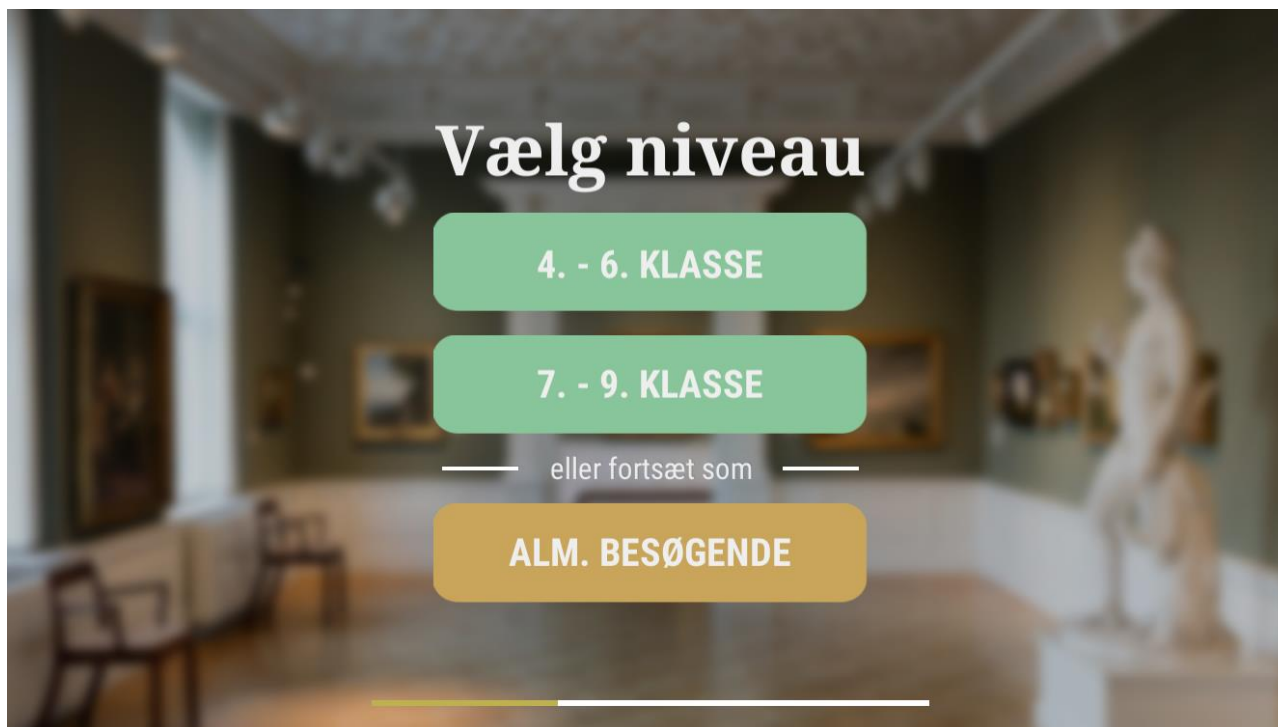 Vælg niveau
4. - 6. KLASSE
7. - 9. KLASSE
eller fortsæt som
ALM. BESØGENDE